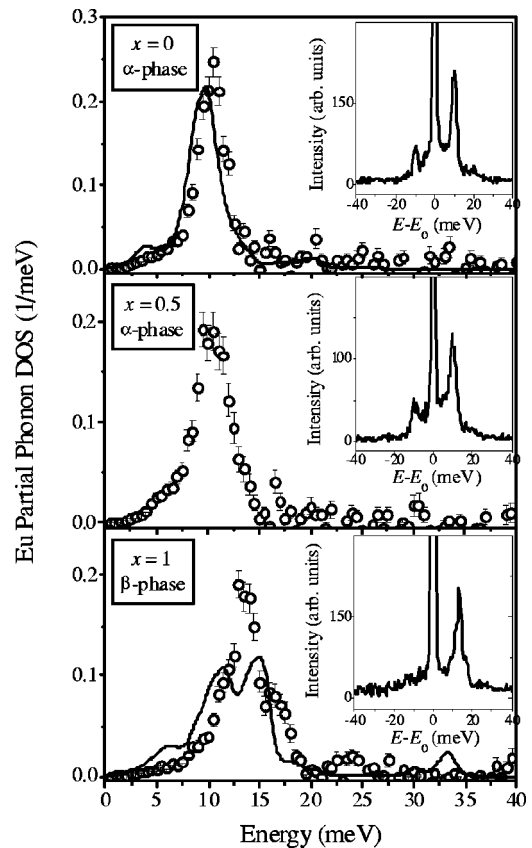 Eu Partial Phonon DOS (1/meV)
0.3
0.2
0.1
0.0
x = 0
α-phase
Intensity (arb. units)
150
0
-40 -20 0 20 40
E-Eo (meV)
0,2
0,1
0,0
x = 0.5
α-phase
Intensity (arb. units)
100
0
-40 -20 0 20 40
E-Eo (meV)
0.2
0.1
0.0
x = 1
β-phase
Intensity (arb. units)
150
0
-40 -20 0 20 40
E-Eo (meV)
0 5 10 15 20 25 30 35 40
Energy (meV)